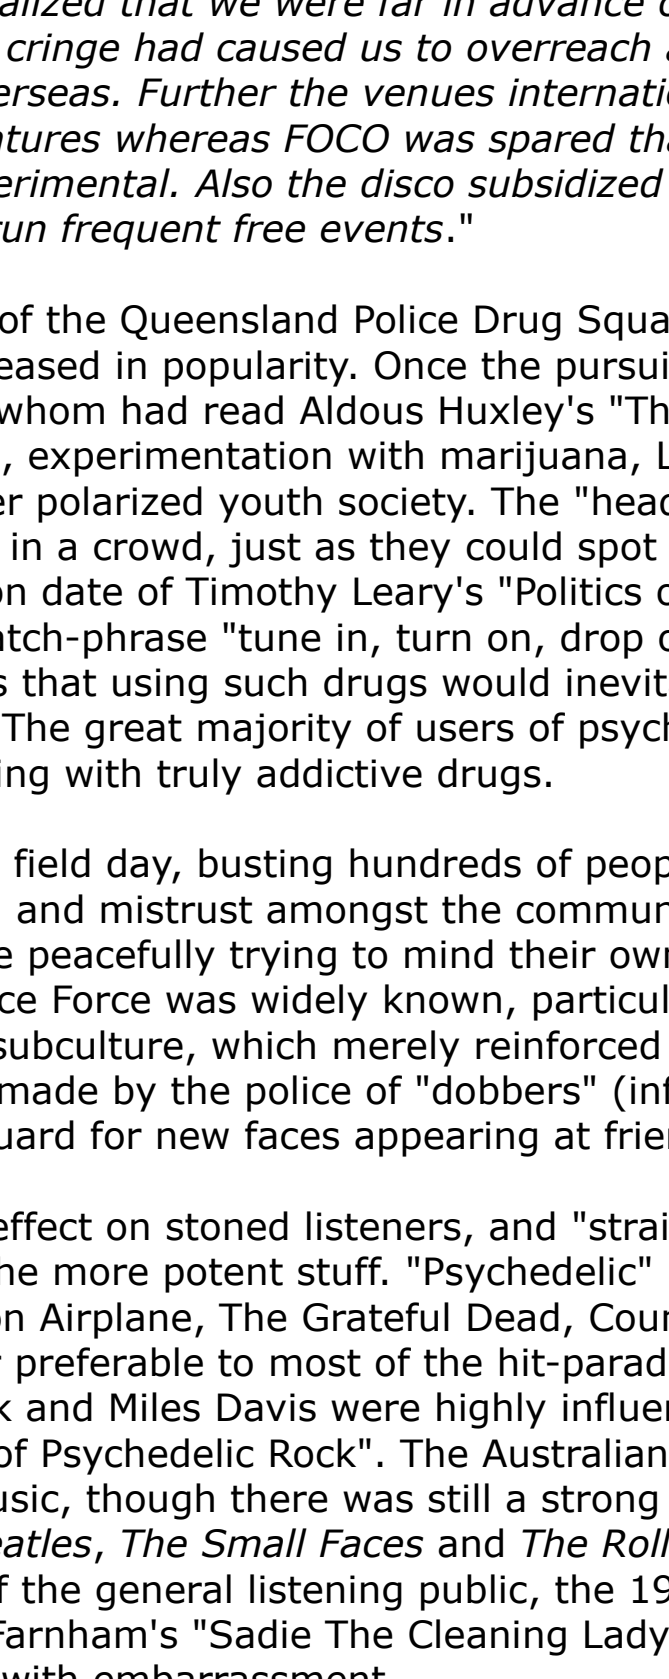 alized that we were far in advance o
cringe had caused us to overreach a
erseas. Further the venues internatio
atures whereas FOCO was spared tha
erimental. Also the disco subsidized
run frequent free events."
of the Queensland Police Drug Squa
eased in popularity. Once the pursui
whom had read Aldous Huxley's "Th
, experimentation with marijuana, L
er polarized youth society. The "head
in a crowd, just as they could spot
on date of Timothy Leary's "Politics o
atch-phrase "tune in, turn on, drop o
s that using such drugs would inevit
The great majority of users of psych
ing with truly addictive drugs.
field day, busting hundreds of peop
and mistrust amongst the commun
e peacefully trying to mind their own
ce Force was widely known, particul
subculture, which merely reinforced
made by the police of "dobbers" (inf
uard for new faces appearing at frien
effect on stoned listeners, and "strai
he more potent stuff. "Psychedelic"
on Airplane, The Grateful Dead, Coun
r preferable to most of the hit-parad
k and Miles Davis were highly influen
of Psychedelic Rock". The Australian
usic, though there was still a strong
eatles, The Small Faces and The Roll
f the general listening public, the 19
Farnham's "Sadie The Cleaning Lady
with embarrassment